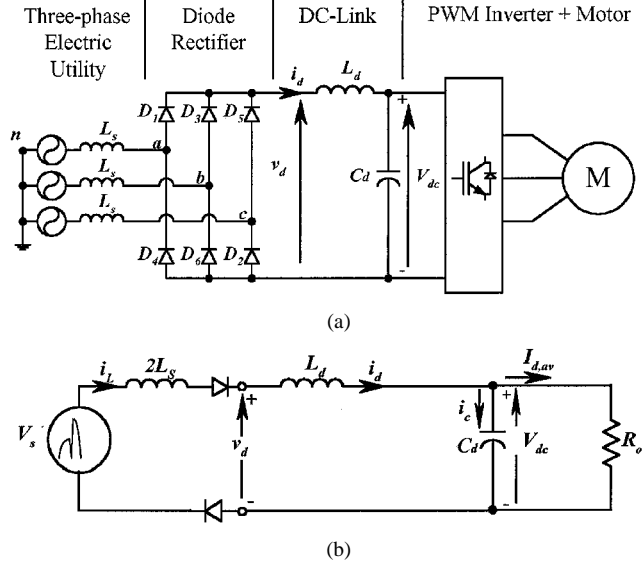 Three-phase Electric Utility
Diode Rectifier
DC-Link
PWM Inverter + Motor
i_d
L_d
D_1
D_3
D_5
n
L_s
a
L_s
b
L_s
c
v_d
C_d
+
V_dc
-
M
D_4
D_6
D_2
(a)
i_L
2L_S
L_d
i_d
I_d,av
V_s
+
v_d
-
i_c
C_d
+
V_dc
-
R_o
(b)